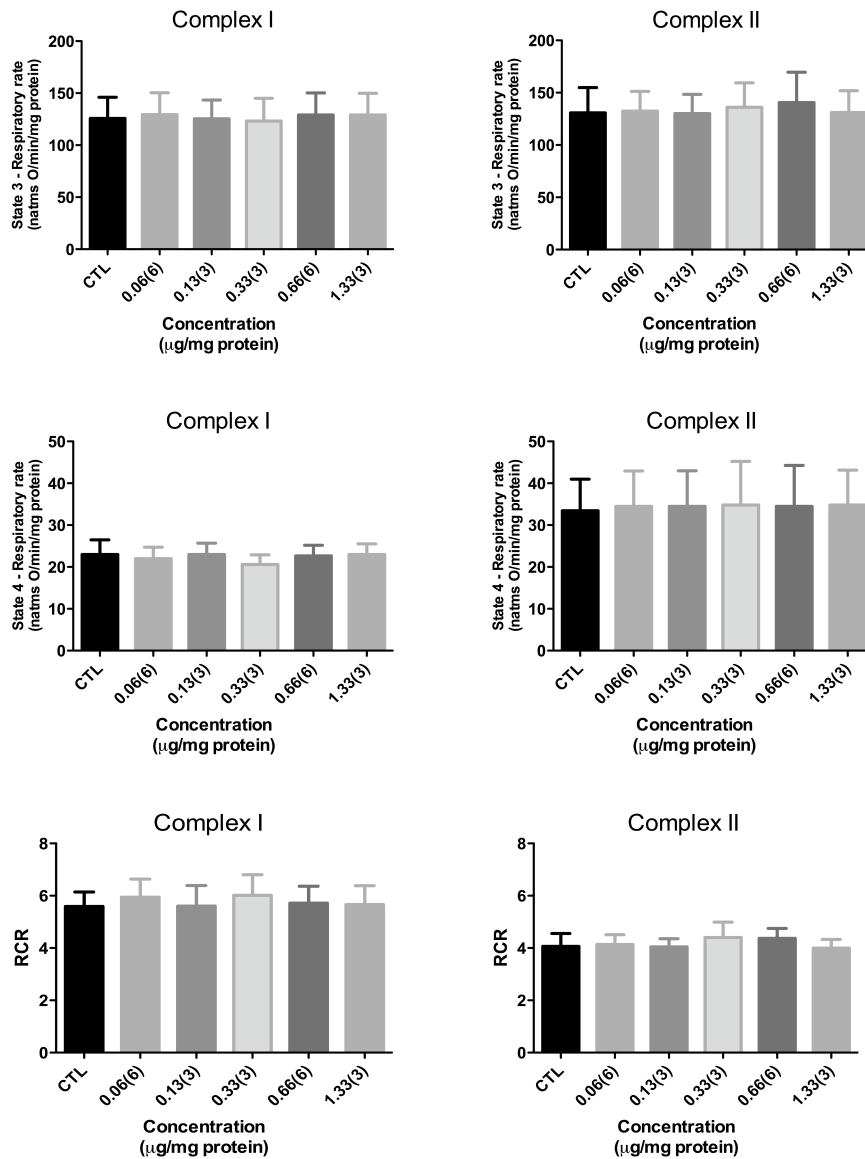 Complex I
State 3 - Respiratory rate
(natms O/min/mg protein)
200
150
100
50
0
CTL
0.06(6)
0.13(3)
0.33(3)
0.66(6)
1.33(3)
Concentration
(μg/mg protein)
Complex II
State 3 - Respiratory rate
(natms O/min/mg protein)
200
150
100
50
0
CTL
0.06(6)
0.13(3)
0.33(3)
0.66(6)
1.33(3)
Concentration
(μg/mg protein)
Complex I
State 4 - Respiratory rate
(natms O/min/mg protein)
50
40
30
20
10
0
CTL
0.06(6)
0.13(3)
0.33(3)
0.66(6)
1.33(3)
Concentration
(μg/mg protein)
Complex II
State 4 - Respiratory rate
(natms O/min/mg protein)
50
40
30
20
10
0
CTL
0.06(6)
0.13(3)
0.33(3)
0.66(6)
1.33(3)
Concentration
(μg/mg protein)
Complex I
RCR
8
6
4
2
0
CTL
0.06(6)
0.13(3)
0.33(3)
0.66(6)
1.33(3)
Concentration
(μg/mg protein)
Complex II
RCR
8
6
4
2
0
CTL
0.06(6)
0.13(3)
0.33(3)
0.66(6)
1.33(3)
Concentration
(μg/mg protein)